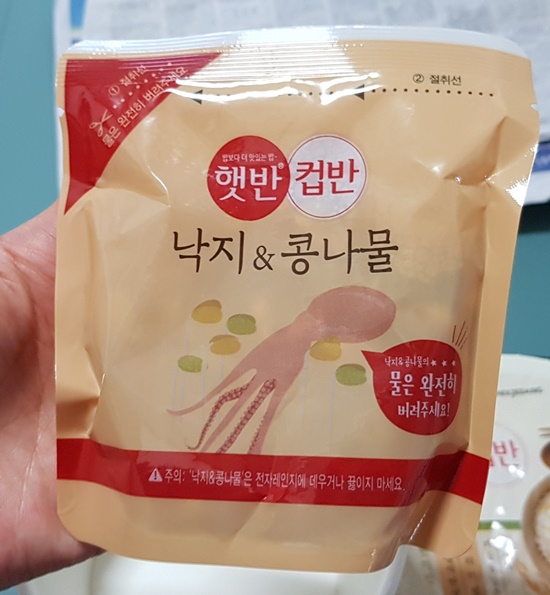 ① 절취선
물은 완전히 버려주세요
② 절취선
밥보다 더 맛있는 밥
햇반® 컵반
낙지 & 콩나물
낙지&콩나물의
물은 완전히
버려주세요!
주의: '낙지&콩나물'은 전자레인지에 데우거나 끓이지 마세요.
컵반